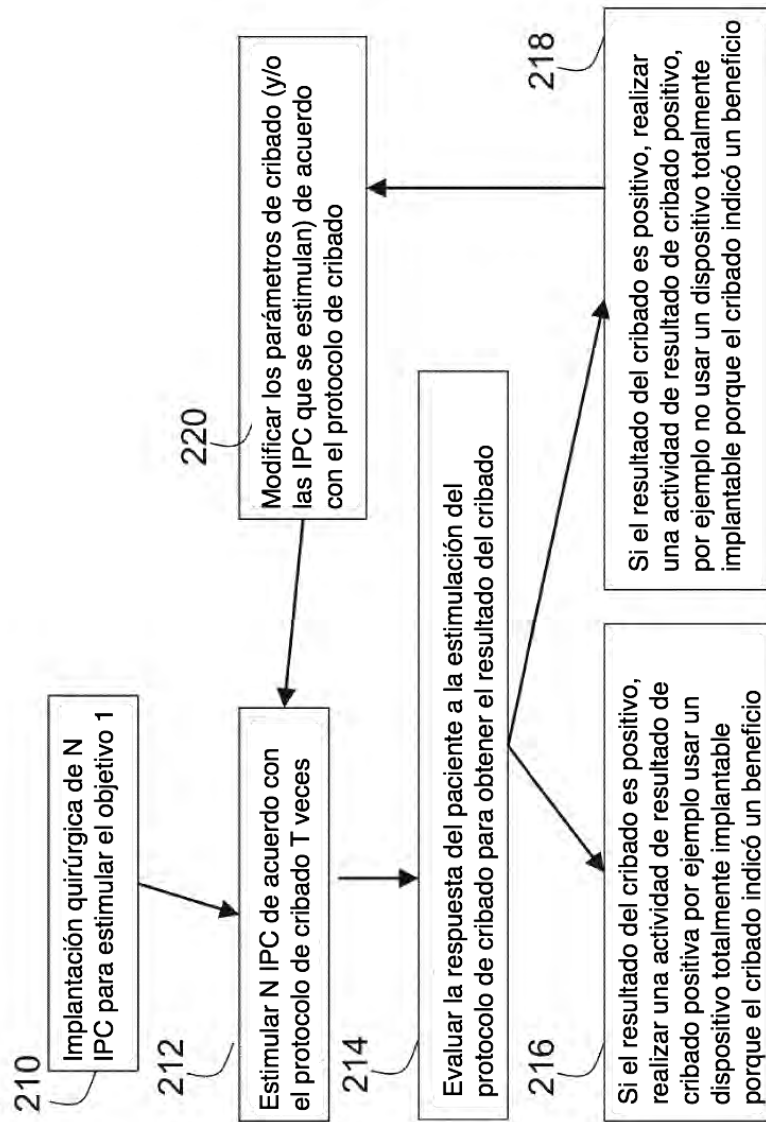 210
Implantación quirúrgica de N
IPC para estimular el objetivo 1
212
Estimular N IPC de acuerdo con
el protocolo de cribado T veces
220
Modificar los parámetros de cribado (y/o
las IPC que se estimulan) de acuerdo
con el protocolo de cribado
214
Evaluar la respuesta del paciente a la estimulación del
protocolo de cribado para obtener el resultado del cribado
216
Si el resultado del cribado es positivo,
realizar una actividad de resultado de
cribado positiva por ejemplo usar un
dispositivo totalmente implantable
porque el cribado indicó un beneficio
218
Si el resultado del cribado es positivo, realizar
una actividad de resultado de cribado positivo,
por ejemplo no usar un dispositivo totalmente
implantable porque el cribado indicó un beneficio